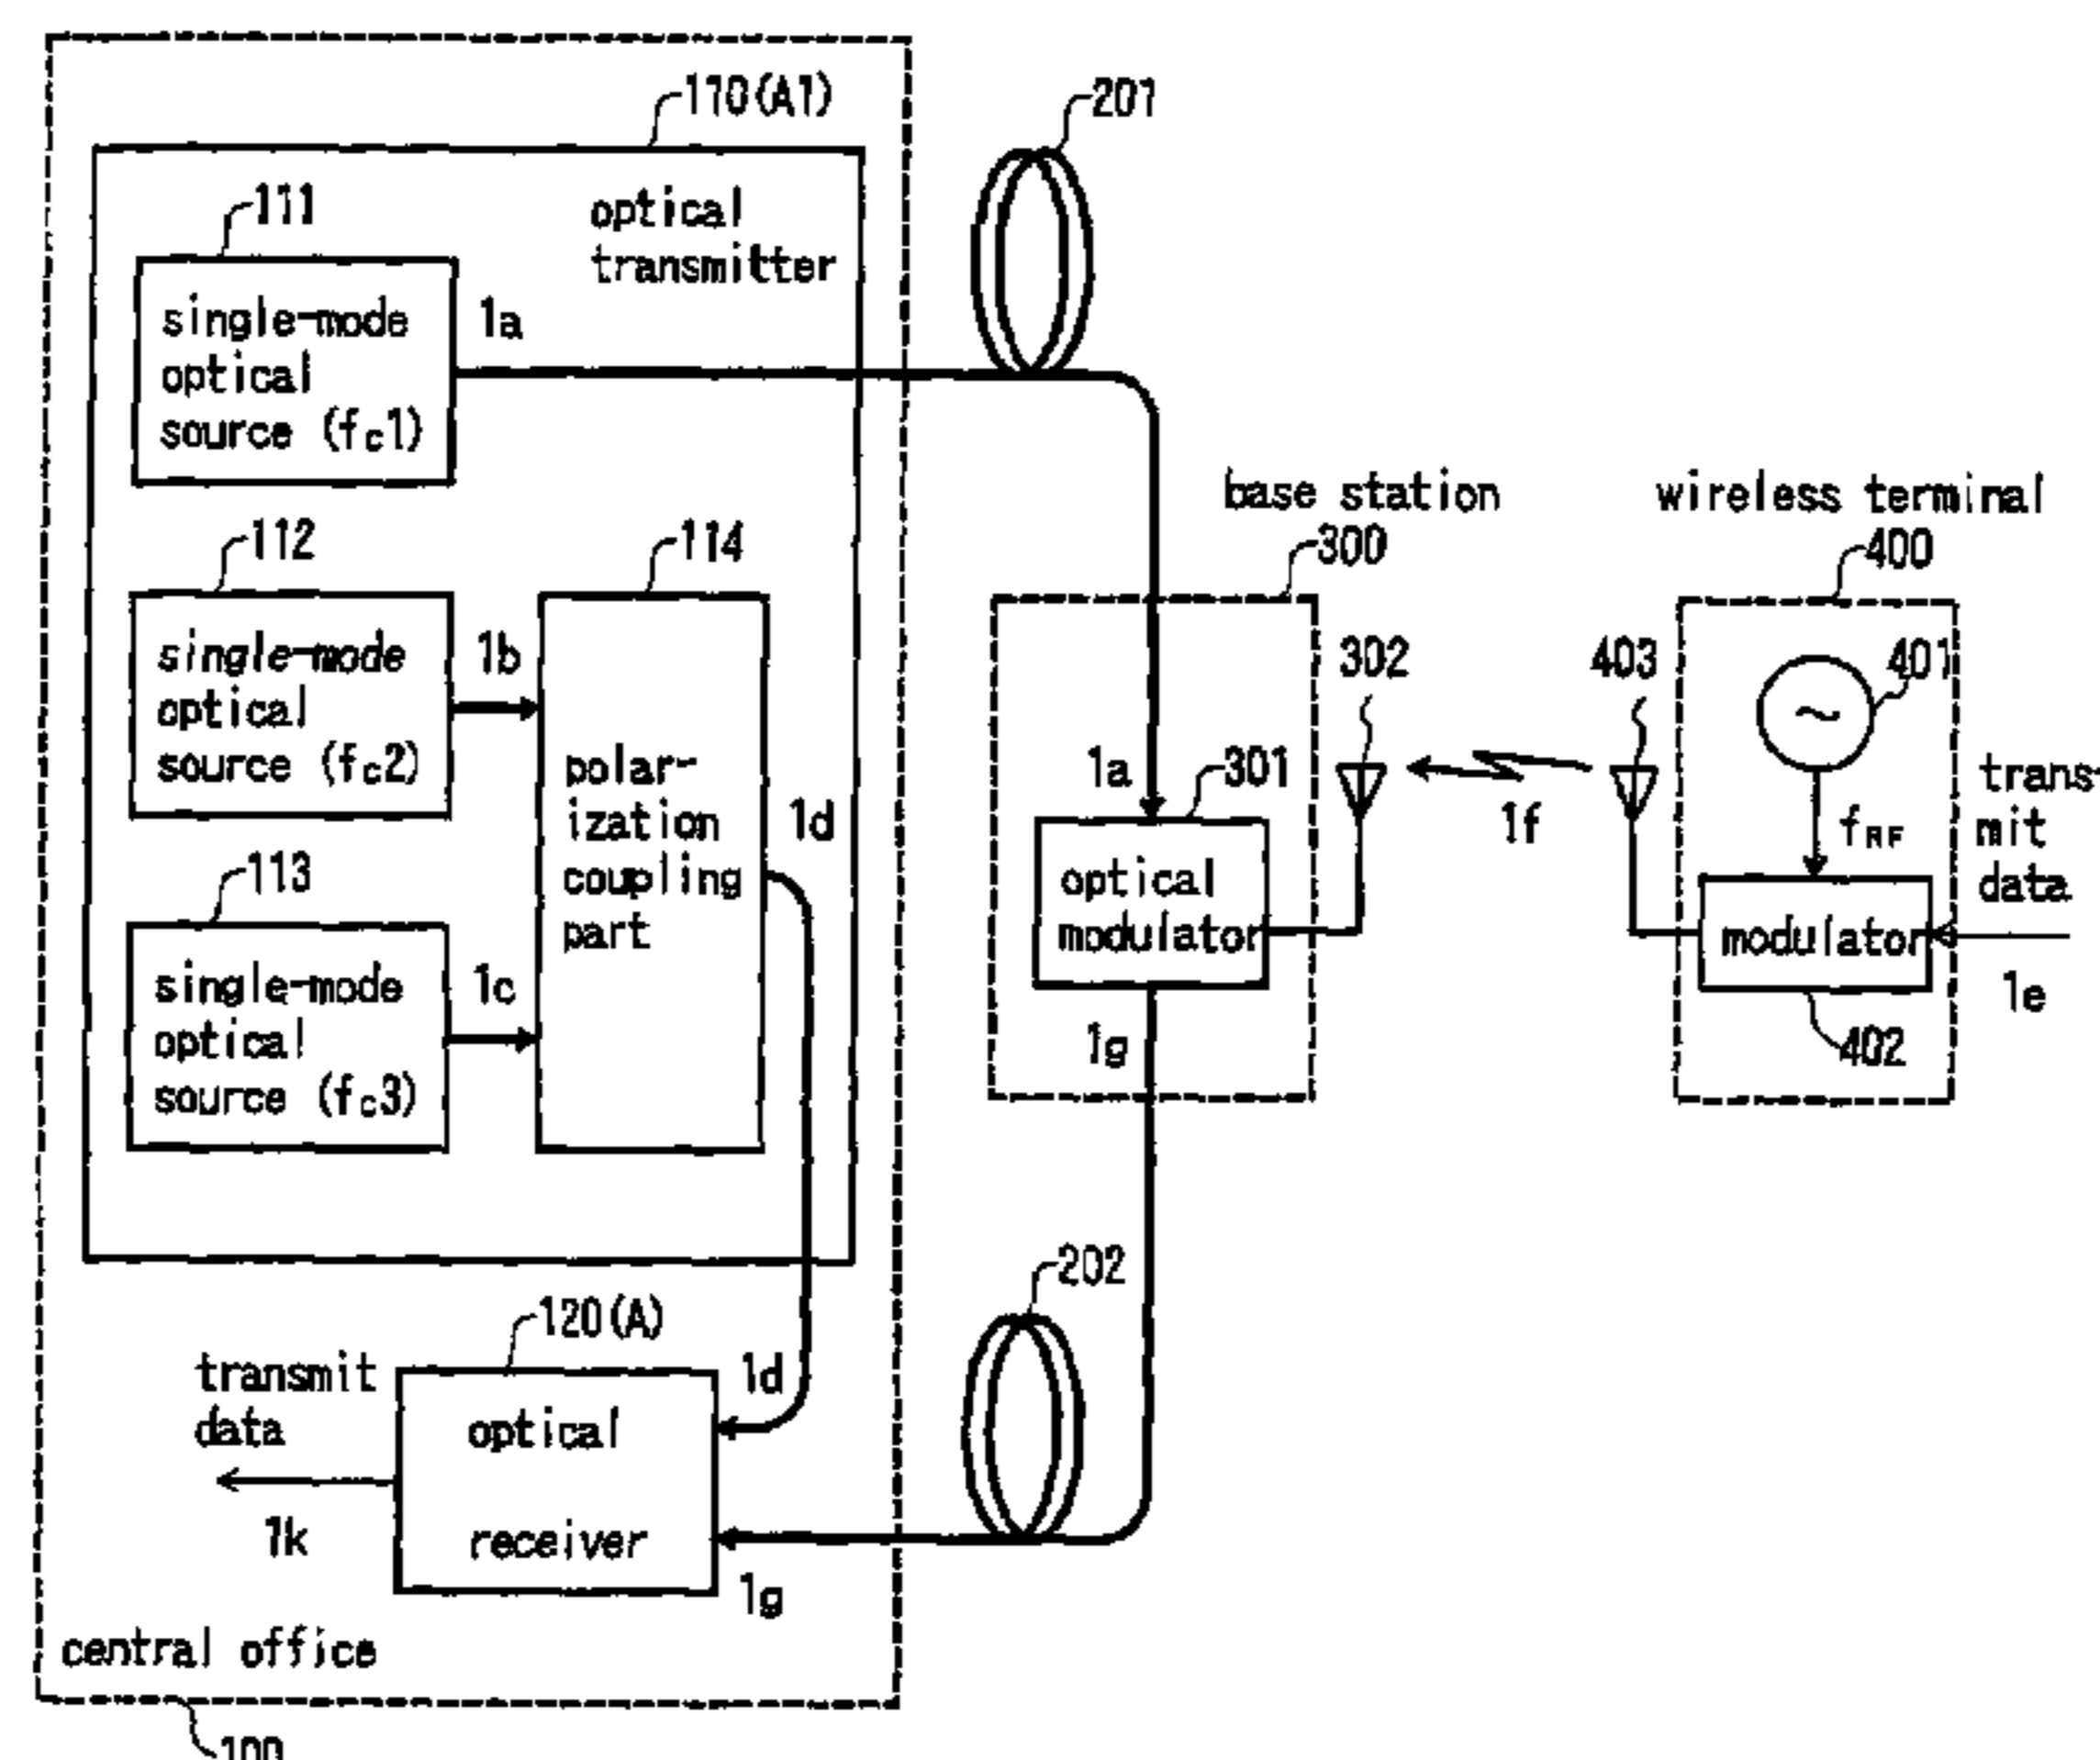 110(A1)
201
111
optical
transmitter
single-mode
optical
source (fc1)
1a
base station
300
wireless terminal
400
112
114
single-mode
optical
source (fc2)
1b
302
403
401
polar-
ization
coupling
part
1d
1a
301
1f
fRF
trans-
mit
data
optical
modulator
modulator
113
single-mode
optical
source (fc3)
1c
1g
402
1e
202
120(A)
transmit
data
1d
optical
receiver
1k
1g
central office
100